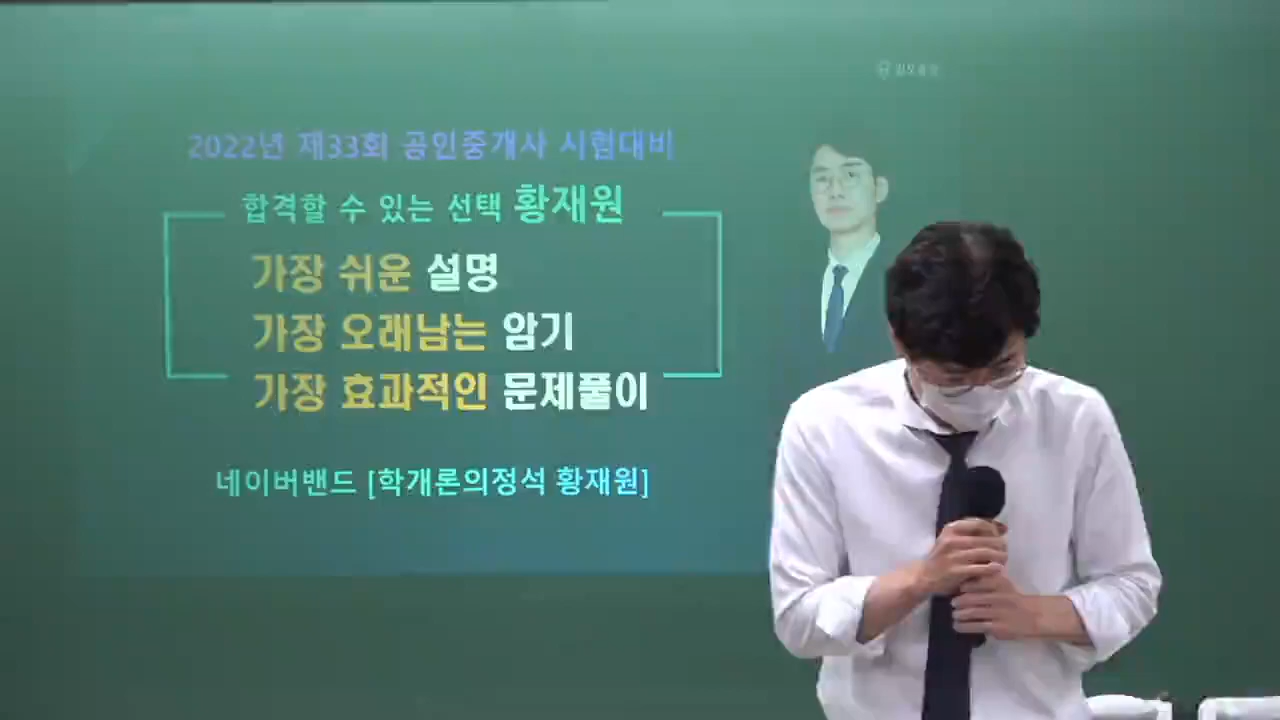 2022년 제33회 공인중개사 시험대비
합격할 수 있는 선택 황재원
가장 쉬운 설명
가장 오래남는 암기
가장 효과적인 문제풀이
네이버밴드 [학개론의정석 황재원]